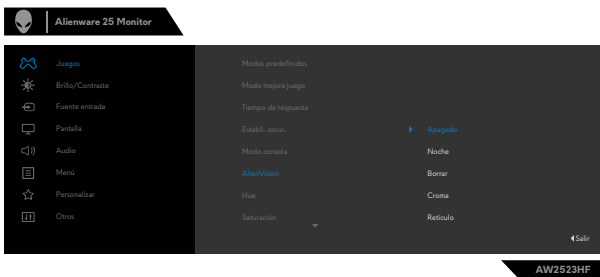 Alienware 25 Monitor
Juegos
Brillo/Contraste
Fuente entrada
Pantalla
Audio
Menú
Personalizar
Otros
Modos predefinidos
Modo mejora juego
Tiempo de respuesta
Estabil. oscur.
Modo consola
AlienVision
Hue
Saturación
Apagado
Noche
Borrar
Croma
Retículo
Salir
AW2523HF